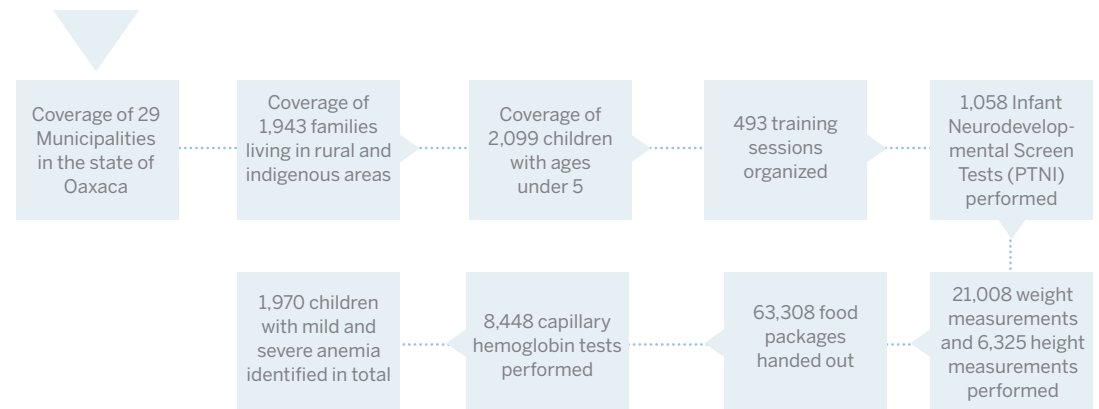 Coverage of 29
Municipalities
in the state of
Oaxaca
Coverage of
1,943 families
living in rural and
indigenous areas
Coverage of
2,099 children
with ages
under 5
493 training
sessions
organized
1,058 Infant
Neurodevelop-
mental Screen
Tests (PTNI)
performed
21,008 weight
measurements
and 6,325 height
measurements
performed
63,308 food
packages
handed out
8,448 capillary
hemoglobin tests
performed
1,970 children
with mild and
severe anemia
identified in total